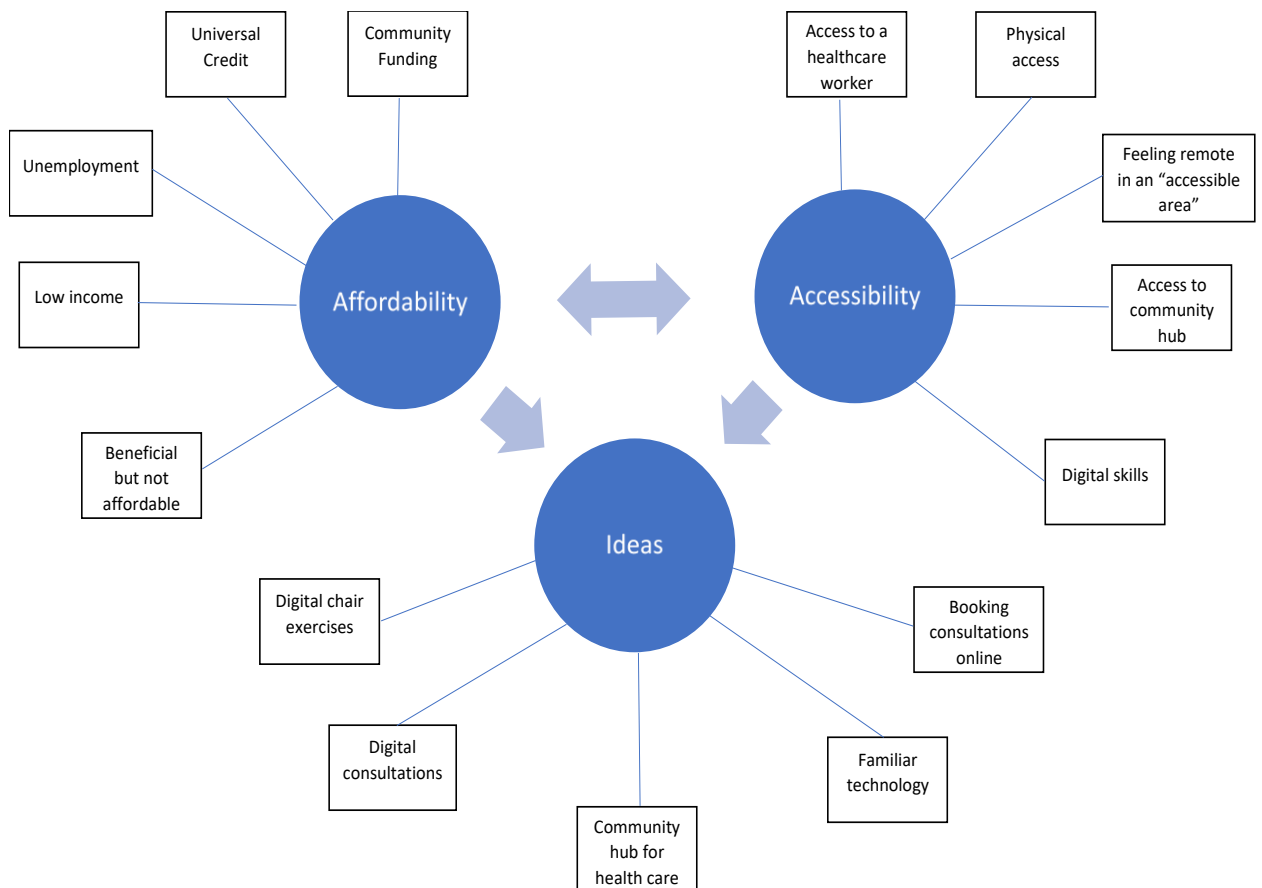 Universal
Credit
Community
Funding
Access to a
healthcare
worker
Physical
access
Unemployment
Feeling remote
in an “accessible
area”
Low income
Affordability
Accessibility
Access to
community
hub
Beneficial
but not
affordable
Digital skills
Ideas
Digital chair
exercises
Booking
consultations
online
Digital
consultations
Familiar
technology
Community
hub for
health care